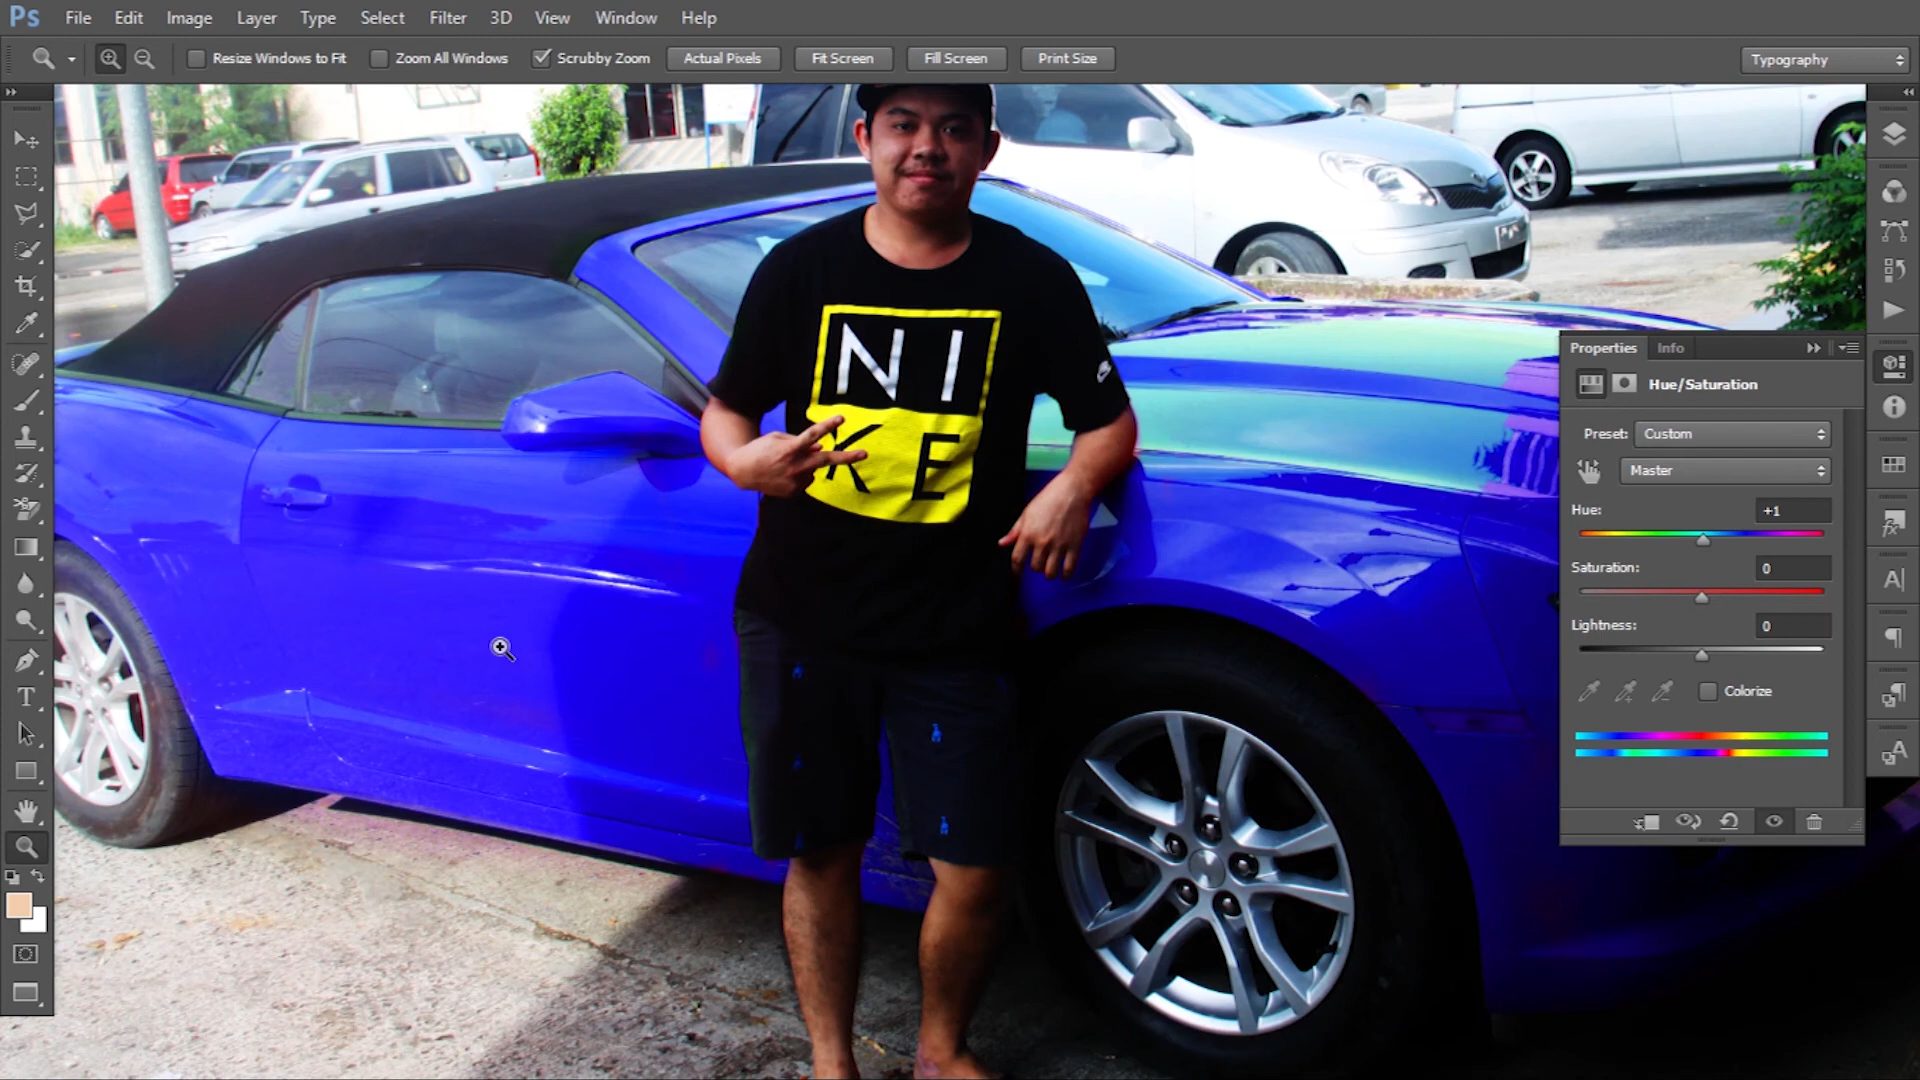 Ps File Edit Image Layer Type Select Filter 3D View Window Help
Resize Windows to Fit Zoom All Windows Scrubby Zoom Actual Pixels Fit Screen Fill Screen Print Size Typography
NI
KE
Properties Info
Hue/Saturation
Preset: Custom
Master
Hue: +1
Saturation: 0
Lightness: 0
Colorize